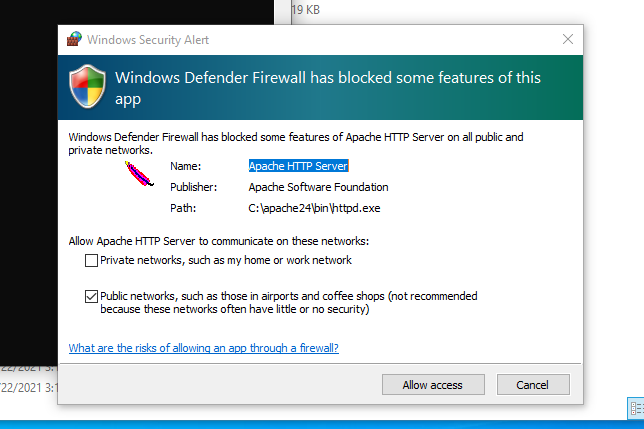 19 KB
Windows Security Alert
Windows Defender Firewall has blocked some features of this
app
Windows Defender Firewall has blocked some features of Apache HTTP Server on all public and
private networks.
Name: Apache HTTP Server
Publisher: Apache Software Foundation
Path: C:\apache24\bin\httpd.exe
Allow Apache HTTP Server to communicate on these networks:
Private networks, such as my home or work network
Public networks, such as those in airports and coffee shops (not recommended
because these networks often have little or no security)
What are the risks of allowing an app through a firewall?
/22/2021 3:1
Allow access Cancel